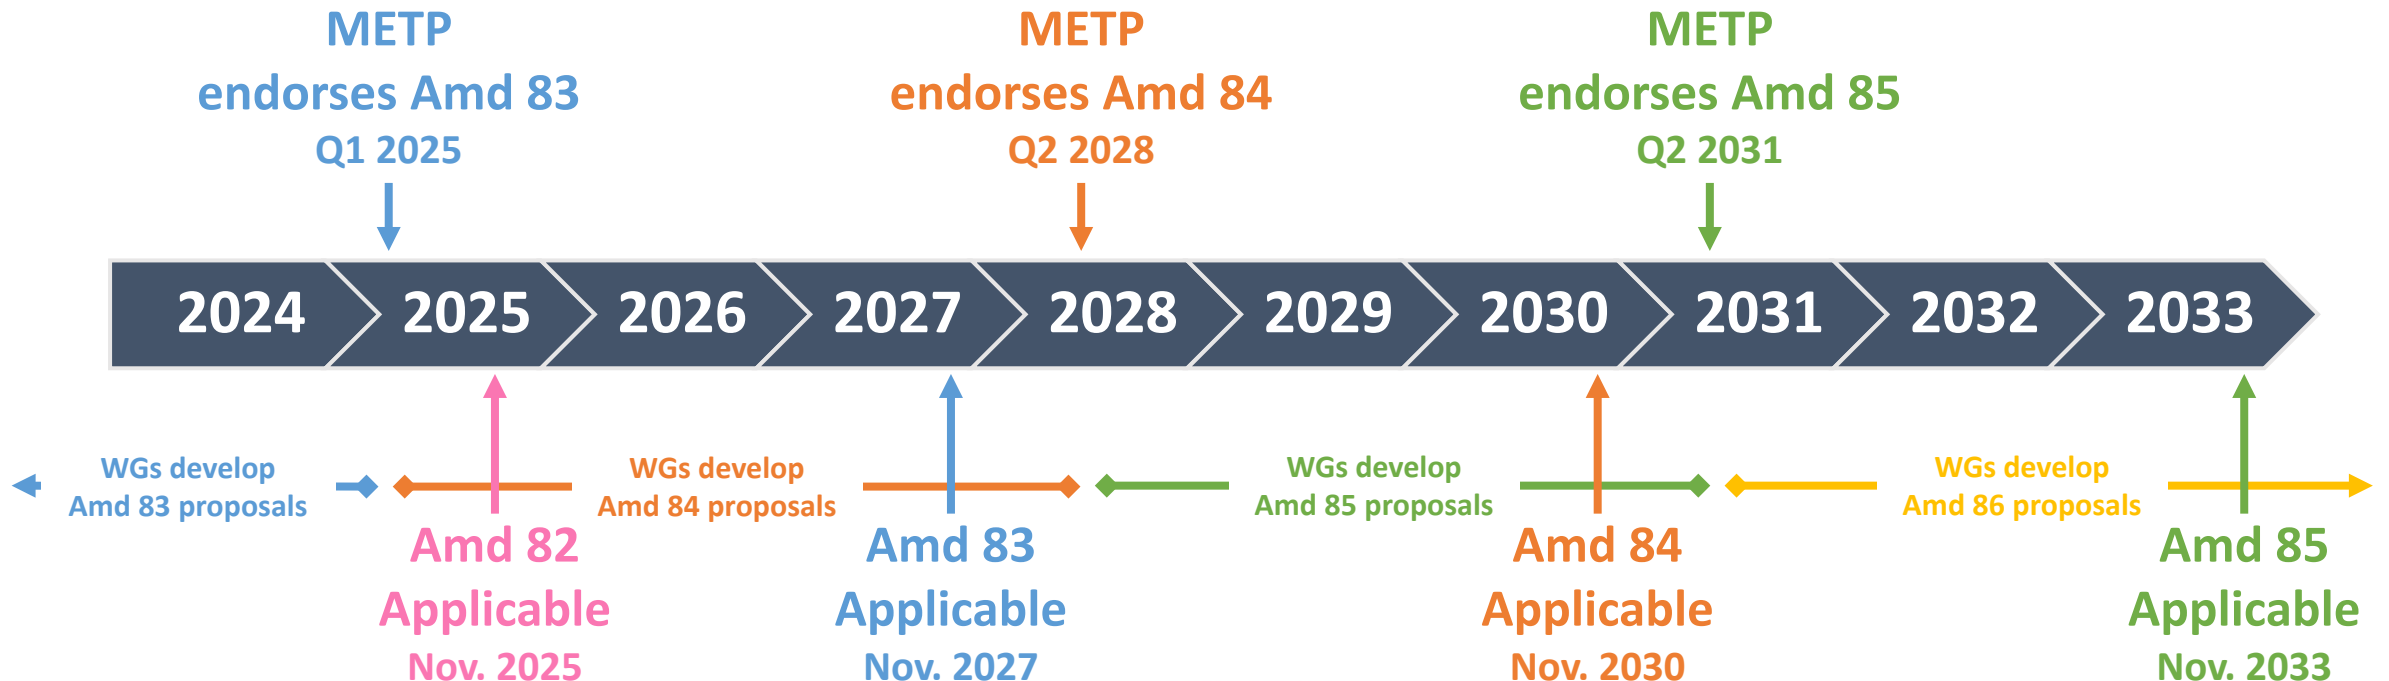 METP
endorses Amd 83
Q1 2025
METP
endorses Amd 84
Q2 2028
METP
endorses Amd 85
Q2 2031
2024
2025
2026
2027
2028
2029
2030
2031
2032
2033
WGs develop
Amd 83 proposals
WGs develop
Amd 84 proposals
WGs develop
Amd 85 proposals
WGs develop
Amd 86 proposals
Amd 82
Applicable
Nov. 2025
Amd 83
Applicable
Nov. 2027
Amd 84
Applicable
Nov. 2030
Amd 85
Applicable
Nov. 2033